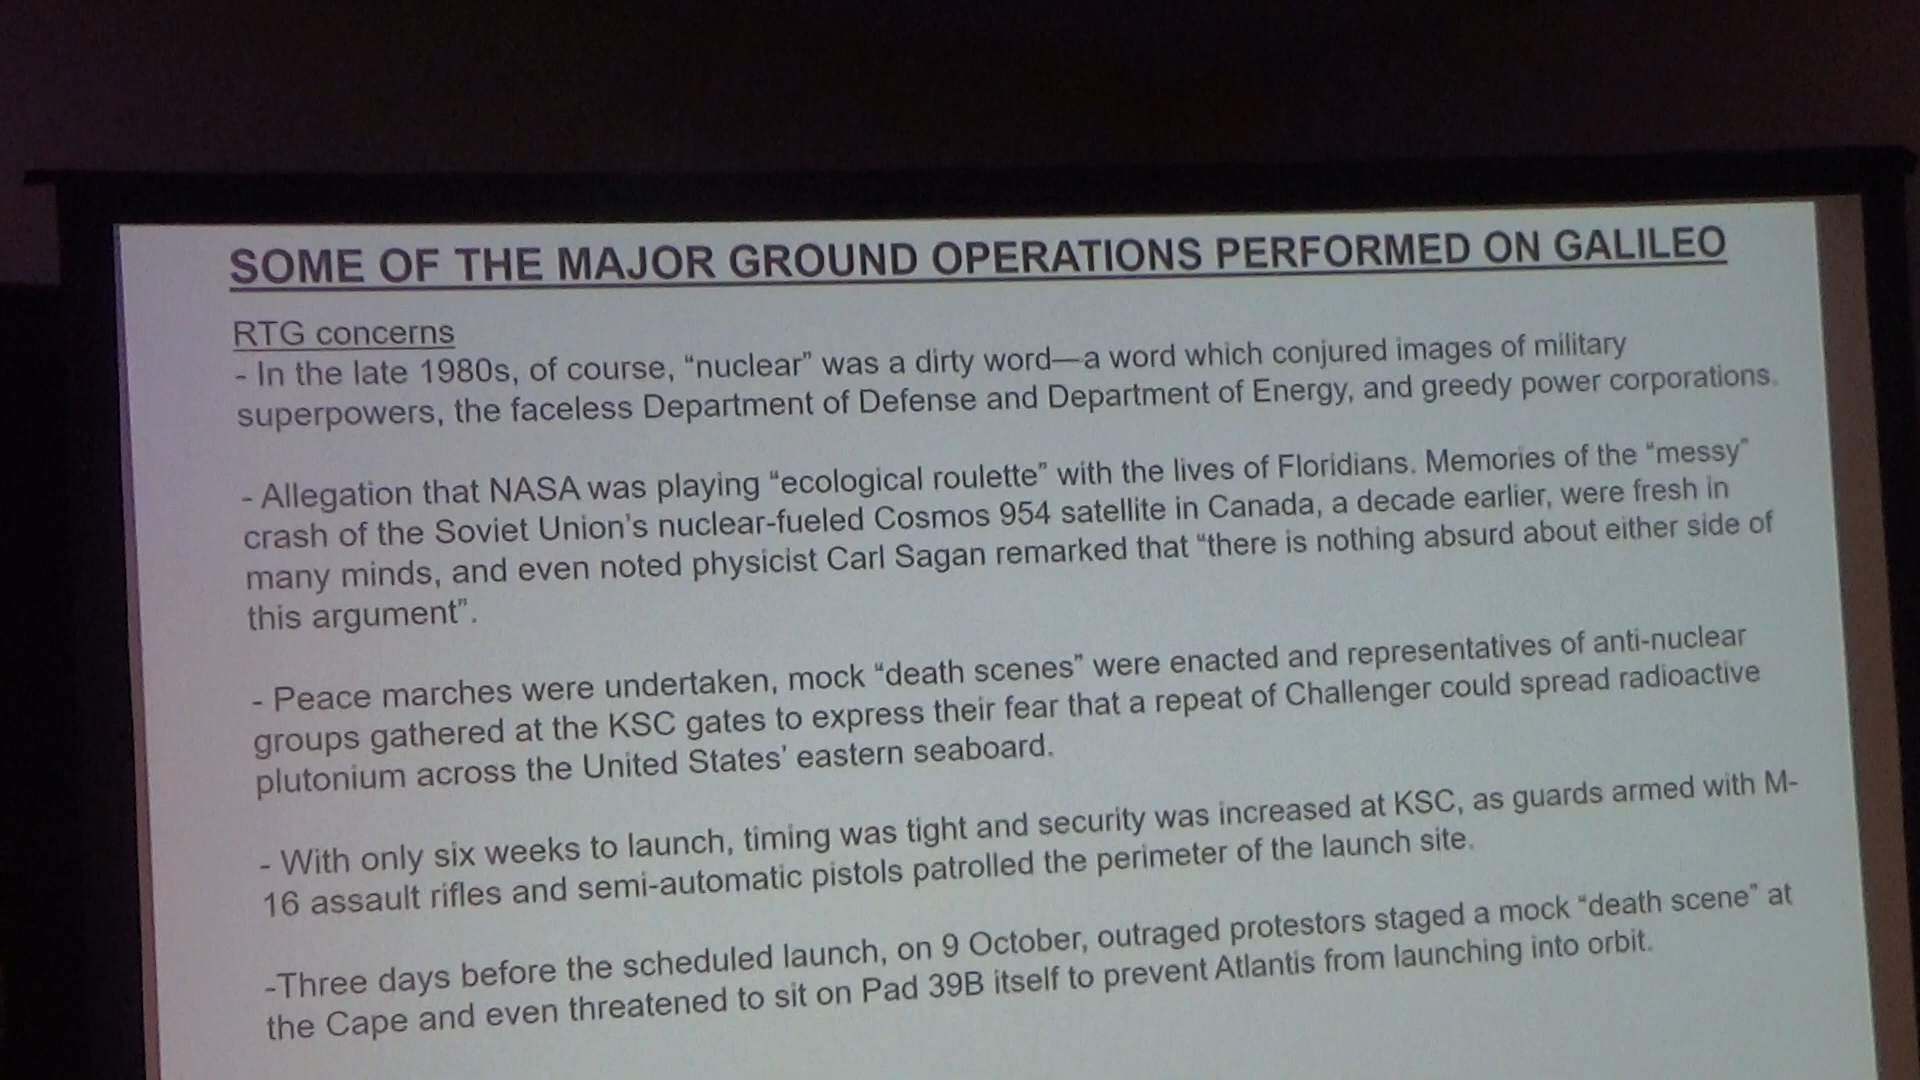 SOME OF THE MAJOR GROUND OPERATIONS PERFORMED ON GALILEO
RTG concerns
- In the late 1980s, of course, “nuclear” was a dirty word—a word which conjured images of military
superpowers, the faceless Department of Defense and Department of Energy, and greedy power corporations.
- Allegation that NASA was playing “ecological roulette” with the lives of Floridians. Memories of the “messy”
crash of the Soviet Union’s nuclear-fueled Cosmos 954 satellite in Canada, a decade earlier, were fresh in
many minds, and even noted physicist Carl Sagan remarked that “there is nothing absurd about either side of
this argument”.
- Peace marches were undertaken, mock “death scenes” were enacted and representatives of anti-nuclear
groups gathered at the KSC gates to express their fear that a repeat of Challenger could spread radioactive
plutonium across the United States’ eastern seaboard.
- With only six weeks to launch, timing was tight and security was increased at KSC, as guards armed with M-
16 assault rifles and semi-automatic pistols patrolled the perimeter of the launch site.
-Three days before the scheduled launch, on 9 October, outraged protestors staged a mock “death scene” at
the Cape and even threatened to sit on Pad 39B itself to prevent Atlantis from launching into orbit.